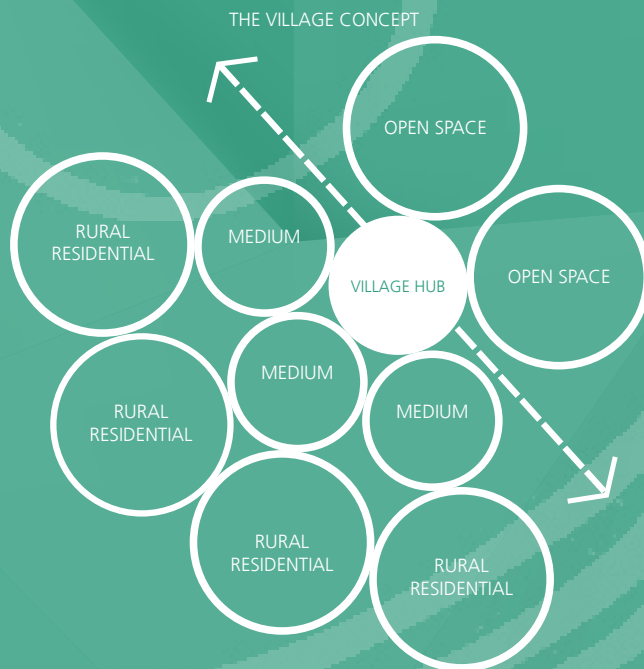 THE VILLAGE CONCEPT
OPEN SPACE
RURAL
RESIDENTIAL
MEDIUM
VILLAGE HUB
OPEN SPACE
MEDIUM
RURAL
RESIDENTIAL
MEDIUM
RURAL
RESIDENTIAL
RURAL
RESIDENTIAL